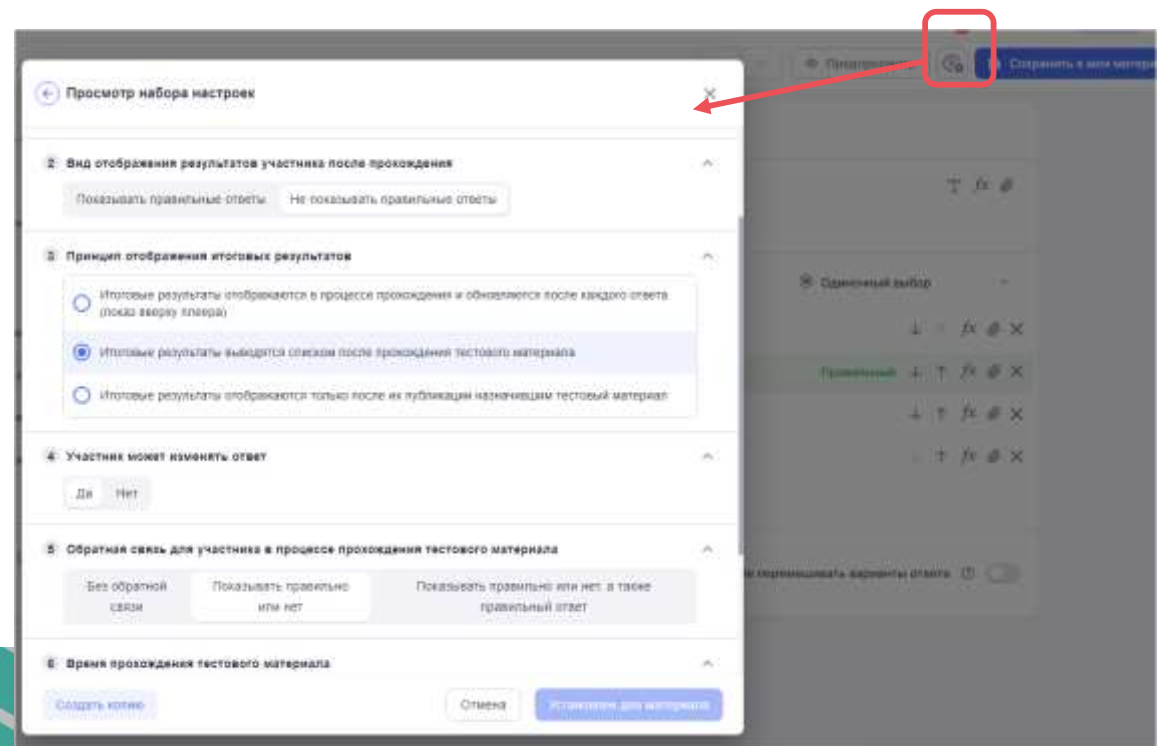 Предпросмотр
Сохранить в мои материа
Просмотр набора настроек
2 Вид отображения результатов участника после прохождения
Показывать правильные ответы Не показывать правильные ответы
3 Принцип отображения итоговых результатов
Итоговые результаты отображаются в процессе прохождения и обновляются после каждого ответа
(показ вверху плеера)
Одиночный выбор
Итоговые результаты выводятся списком после прохождения тестового материала
Правильный
Итоговые результаты отображаются только после их публикации назначившим тестовый материал
4 Участник может изменять ответ
Да Нет
5 Обратная связь для участника в процессе прохождения тестового материала
Без обратной
связи
Показывать правильно
или нет
Показывать правильно или нет, а также
правильный ответ
е перемешивать варианты ответа
6 Время прохождения тестового материала
Создать копию Отмена Установлен для материала